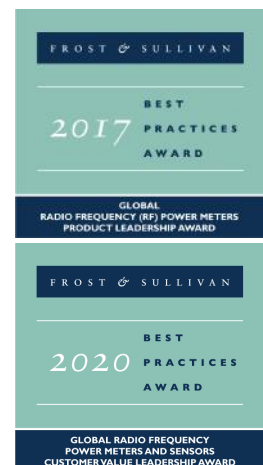 FROST & SULLIVAN
BEST
2017 PRACTICES
AWARD
GLOBAL
RADIO FREQUENCY (RF) POWER METERS
PRODUCT LEADERSHIP AWARD
FROST & SULLIVAN
BEST
2020 PRACTICES
AWARD
GLOBAL RADIO FREQUENCY
POWER METERS AND SENSORS
CUSTOMER VALUE LEADERSHIP AWARD